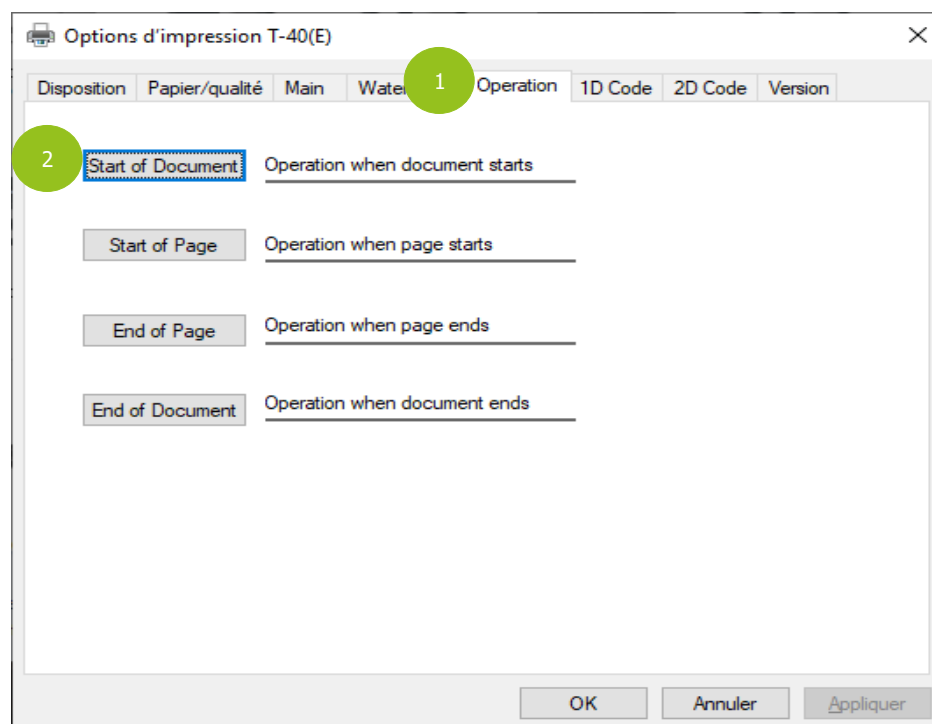 Options d'impression T-40(E)
Disposition Papier/qualité Main Water 1 Operation 1D Code 2D Code Version
2 Start of Document Operation when document starts
Start of Page Operation when page starts
End of Page Operation when page ends
End of Document Operation when document ends
OK Annuler Appliquer